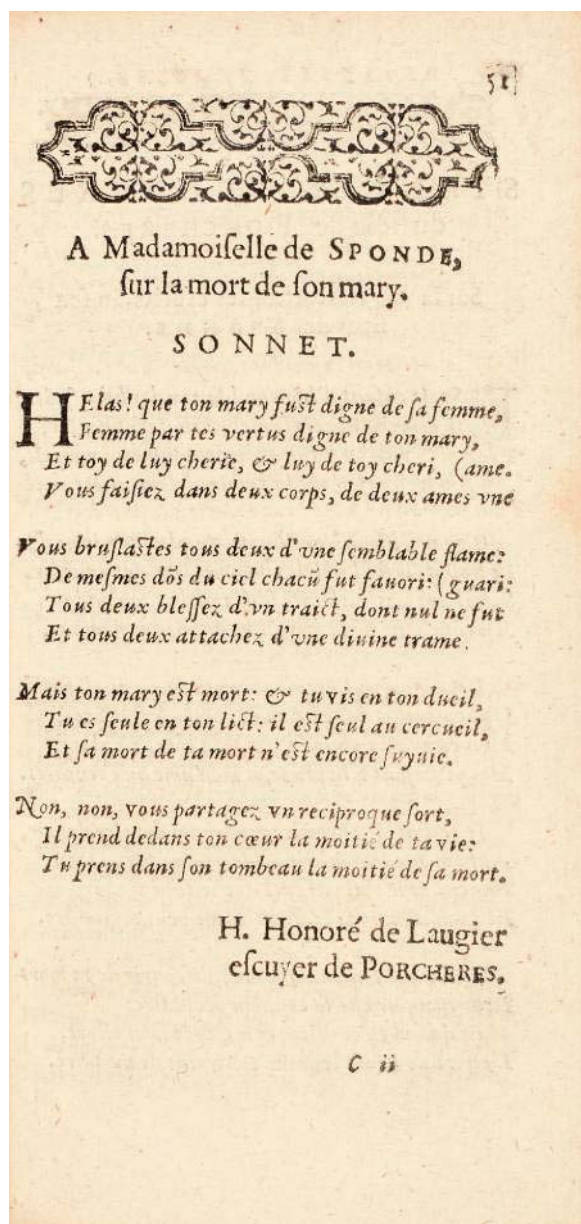 51
A Madamoiſelle de SPONDE,
ſur la mort de ſon mary.
SONNET.
HElas! que ton mary fuſt digne de ſa femme,
Femme par tes vertus digne de ton mary,
Et toy de luy cherie, & luy de toy cheri, (ame.
Vous faiſiez dans deux corps, de deux ames vne
Vous bruſlaſtes tous deux d'vne ſemblable flame:
De meſmes dõs du ciel chacũ fut fauori: (guari:
Tous deux bleſſez d'vn traict, dont nul ne fut
Et tous deux attachez d'vne diuine trame.
Mais ton mary eſt mort: & tu vis en ton dueil,
Tu es ſeule en ton lict: il eſt ſeul au cercueil,
Et ſa mort de ta mort n'eſt encore ſuyuie.
Non, non, vous partagez vn reciproque ſort,
Il prend dedans ton cœur la moitié de ta vie:
Tu prens dans ſon tombeau la moitié de ſa mort.
H. Honoré de Laugier
eſcuyer de PORCHERES.
C ii